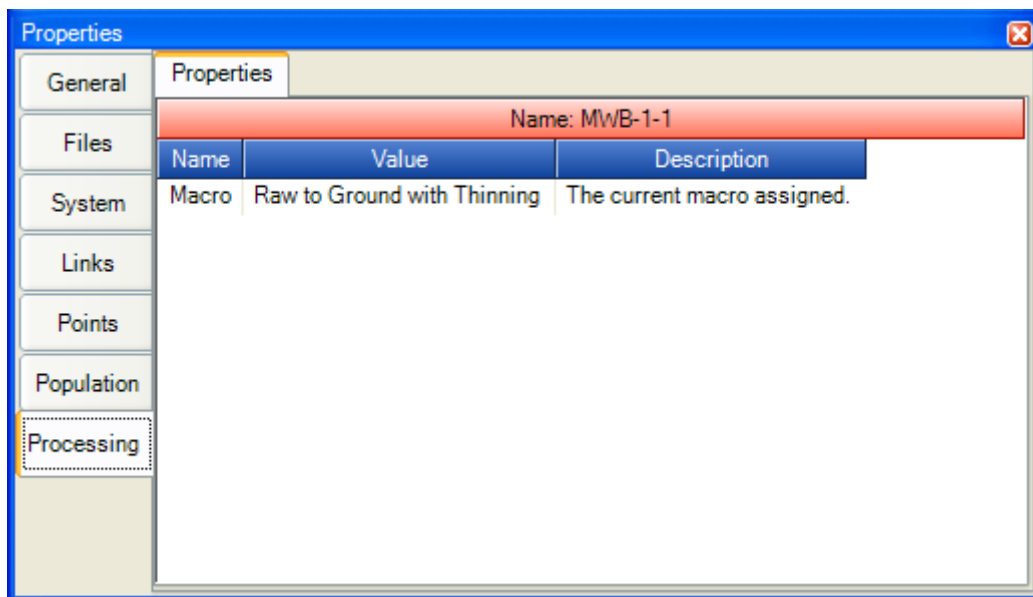 Properties
General
Files
System
Links
Points
Population
Processing
Properties
Name: MWB-1-1
Name Value Description
Macro Raw to Ground with Thinning The current macro assigned.